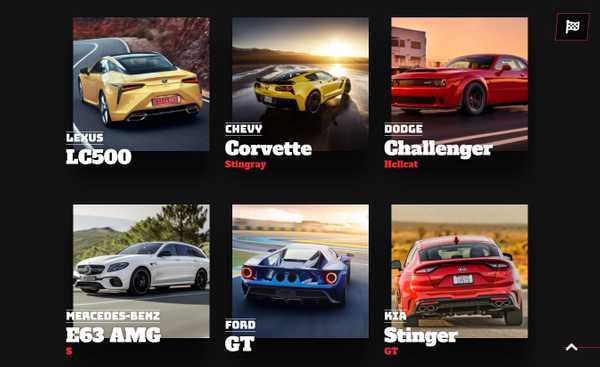 LEXUS
LC500
CHEVY
Corvette
Stingray
DODGE
Challenger
Hellcat
MERCEDES-BENZ
E63 AMG
S
FORD
GT
KIA
Stinger
GT